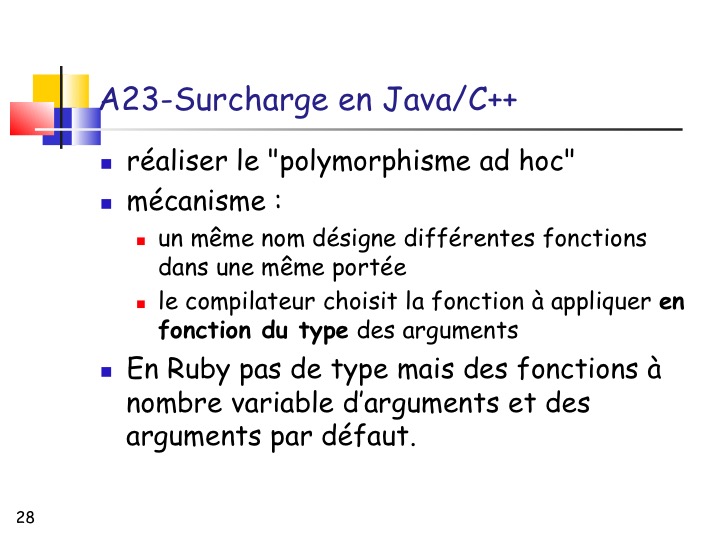 A23-Surcharge en Java/C++
réaliser le "polymorphisme ad hoc"
mécanisme :
un même nom désigne différentes fonctions
dans une même portée
le compilateur choisit la fonction à appliquer en
fonction du type des arguments
En Ruby pas de type mais des fonctions à
nombre variable d’arguments et des
arguments par défaut.
28